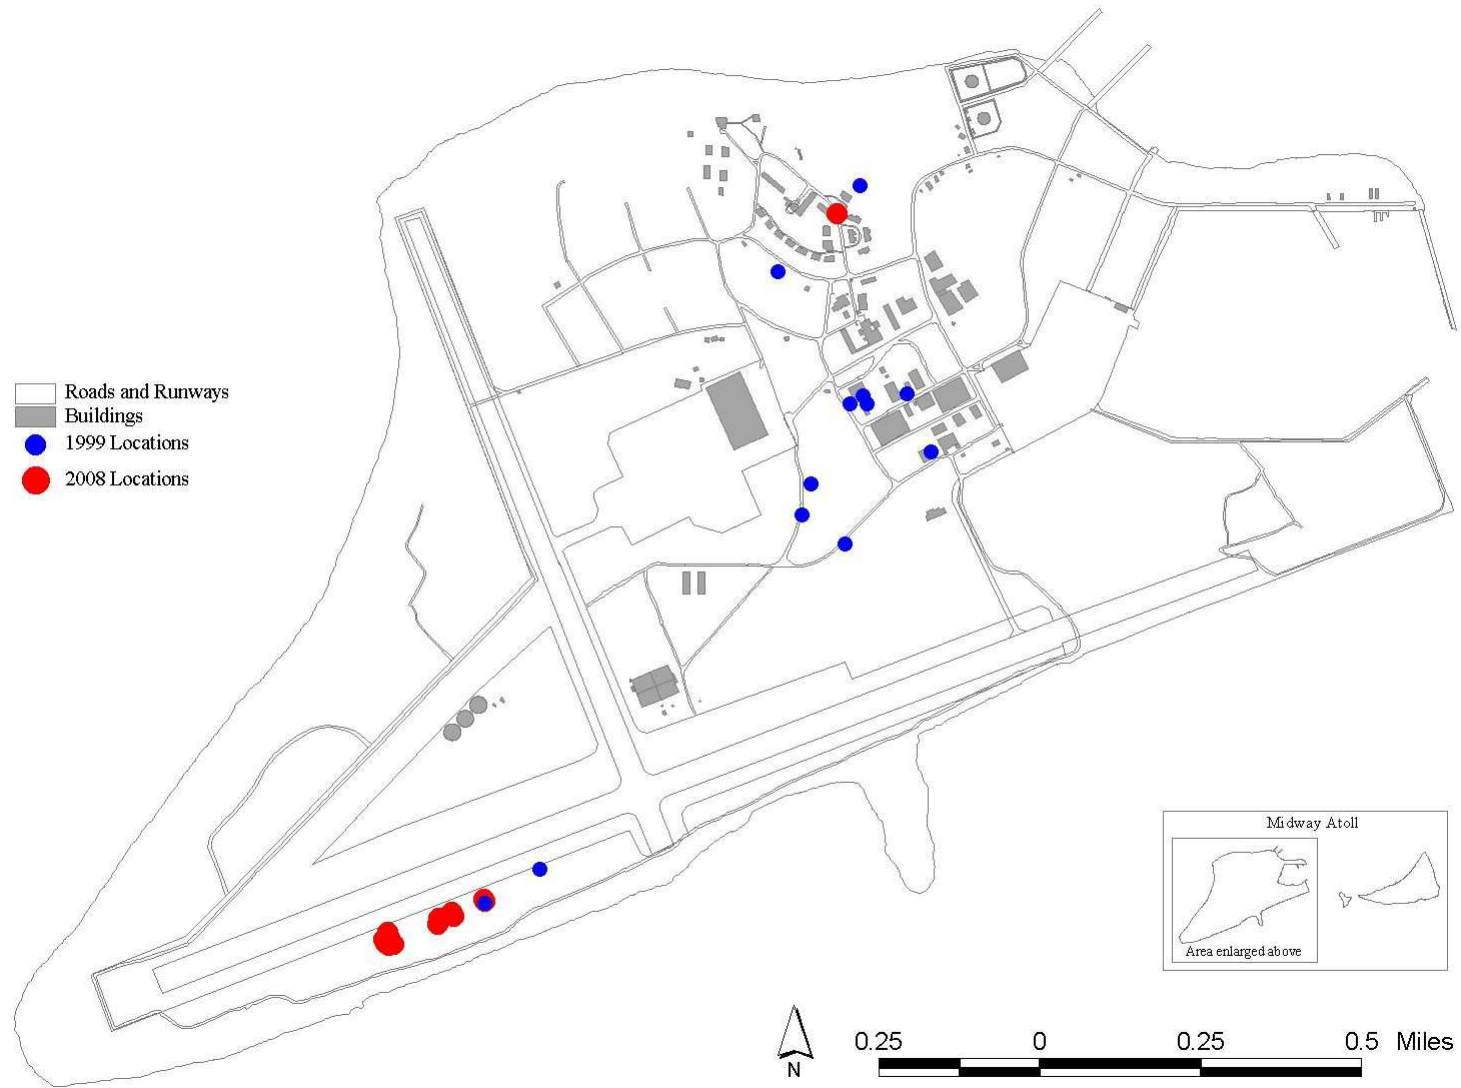 Roads and Runways
Buildings
1999 Locations
2008 Locations
Midway Atoll
Area enlarged above
N
0.25 0 0.25 0.5 Miles